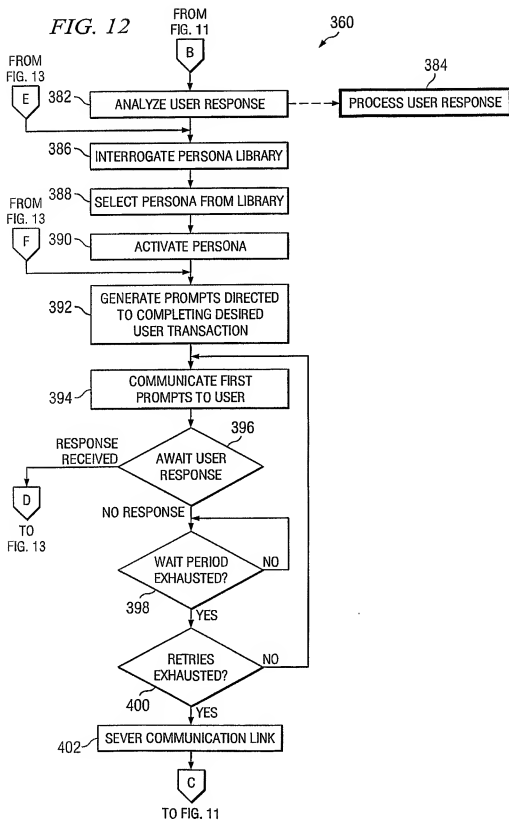 FIG. 12
FROM
FIG. 11
B
360
FROM
FIG. 13
E
382
ANALYZE USER RESPONSE
384
PROCESS USER RESPONSE
386
INTERROGATE PERSONA LIBRARY
388
SELECT PERSONA FROM LIBRARY
FROM
FIG. 13
F
390
ACTIVATE PERSONA
392
GENERATE PROMPTS DIRECTED
TO COMPLETING DESIRED
USER TRANSACTION
394
COMMUNICATE FIRST
PROMPTS TO USER
396
RESPONSE
RECEIVED
AWAIT USER
RESPONSE
D
TO
FIG. 13
NO RESPONSE
WAIT PERIOD
EXHAUSTED?
NO
398
YES
RETRIES
EXHAUSTED?
NO
400
YES
402
SEVER COMMUNICATION LINK
C
TO FIG. 11